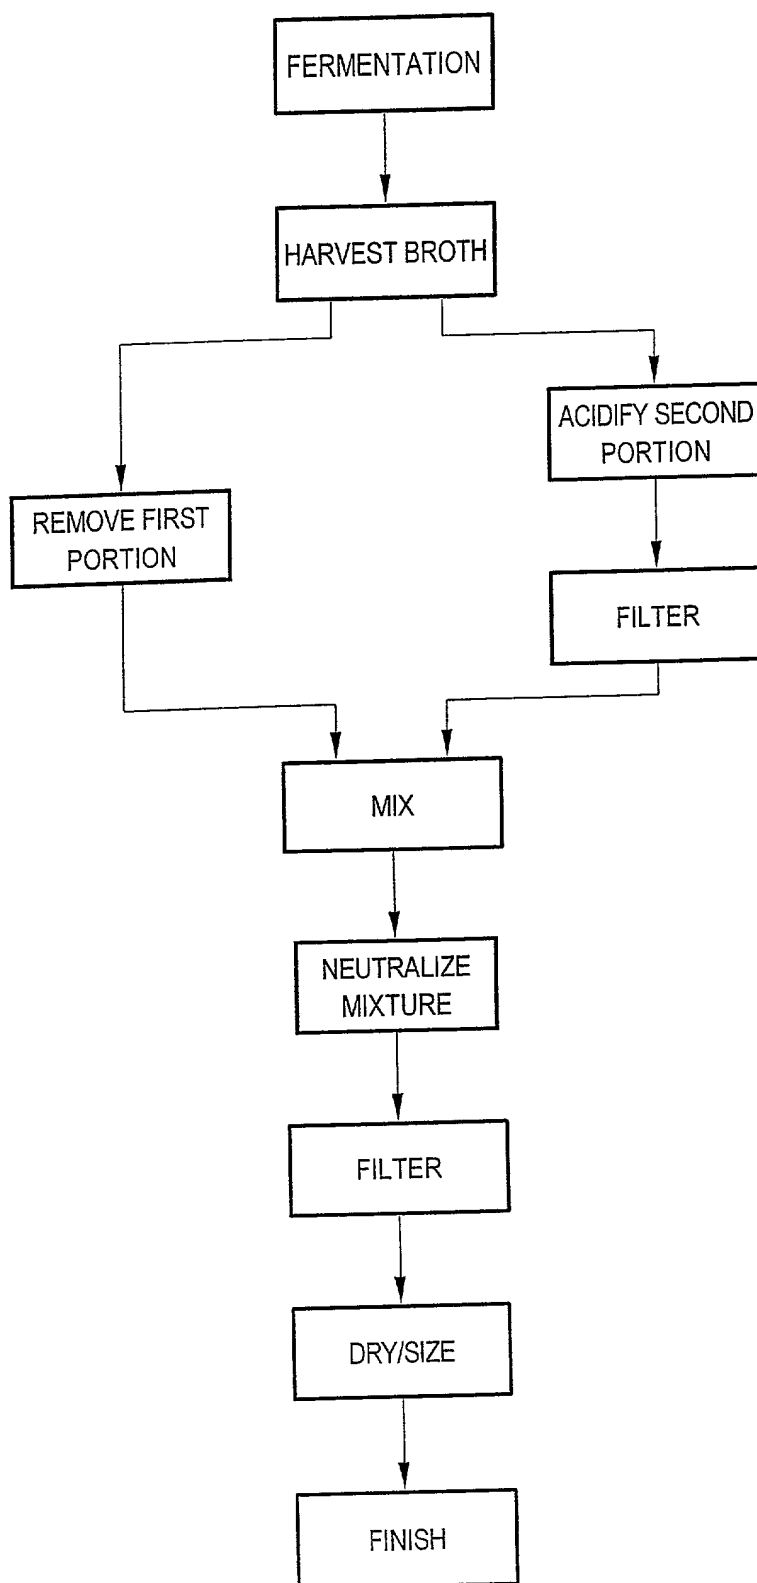 FERMENTATION
HARVEST BROTH
ACIDIFY SECOND
PORTION
REMOVE FIRST
PORTION
FILTER
MIX
NEUTRALIZE
MIXTURE
FILTER
DRY/SIZE
FINISH